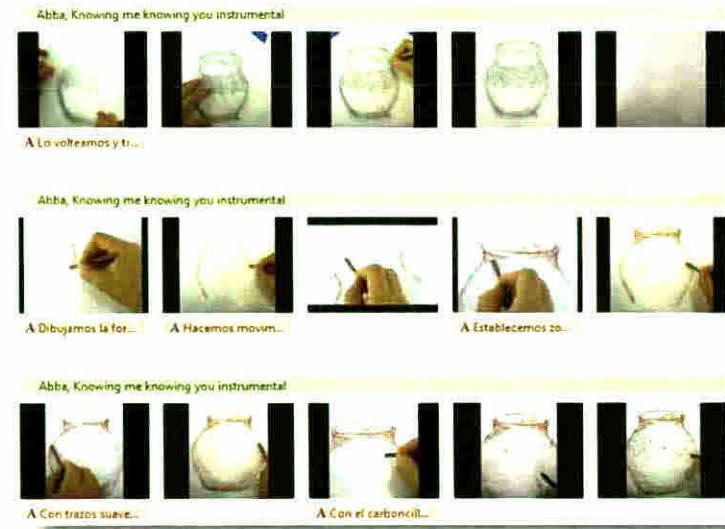 Abba, Knowing me knowing you instrumental
A Lo volteamos y tr...
Abba, Knowing me knowing you instrumental
A Dibujamos la for... A Hacemos movim... A Establecemos zo...
Abba, Knowing me knowing you instrumental
A Con trazos suave... A Con el carboncill...